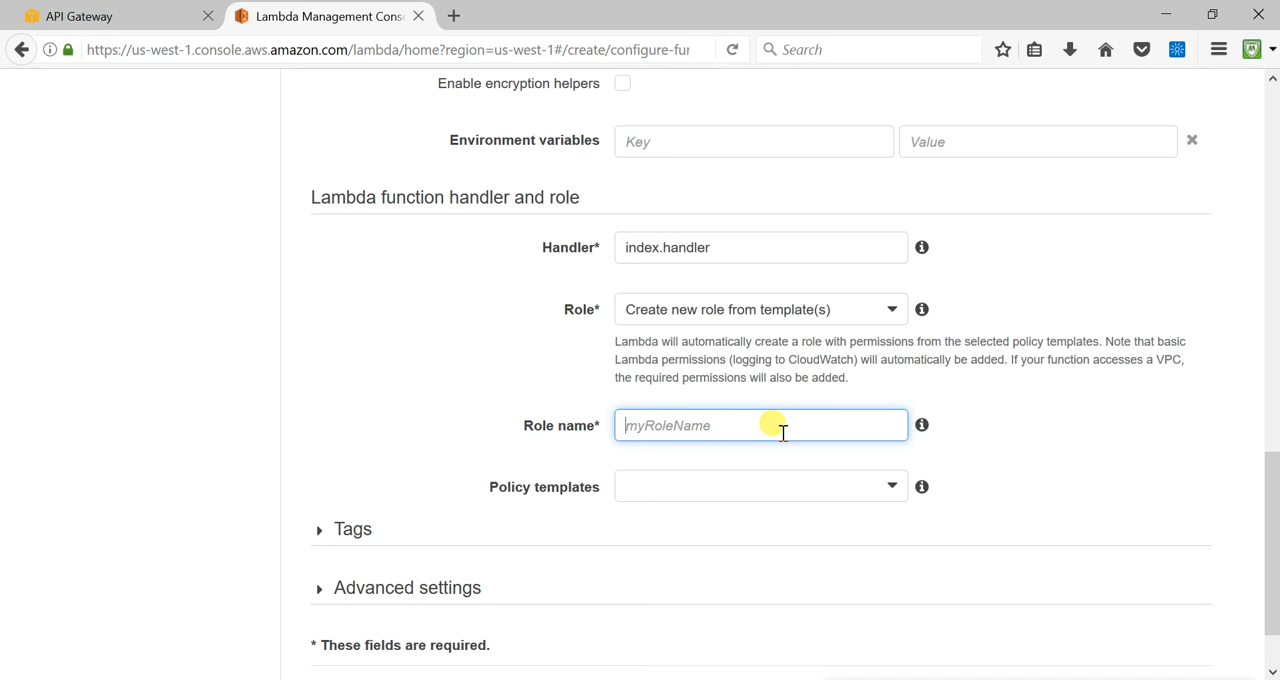 API Gateway
Lambda Management Cons
https://us-west-1.console.aws.amazon.com/lambda/home?region=us-west-1#/create/configure-fur
Search
Enable encryption helpers
Environment variables Key Value
Lambda function handler and role
Handler* index.handler
Role* Create new role from template(s)
Lambda will automatically create a role with permissions from the selected policy templates. Note that basic
Lambda permissions (logging to CloudWatch) will automatically be added. If your function accesses a VPC,
the required permissions will also be added.
Role name* myRoleName
Policy templates
Tags
Advanced settings
* These fields are required.